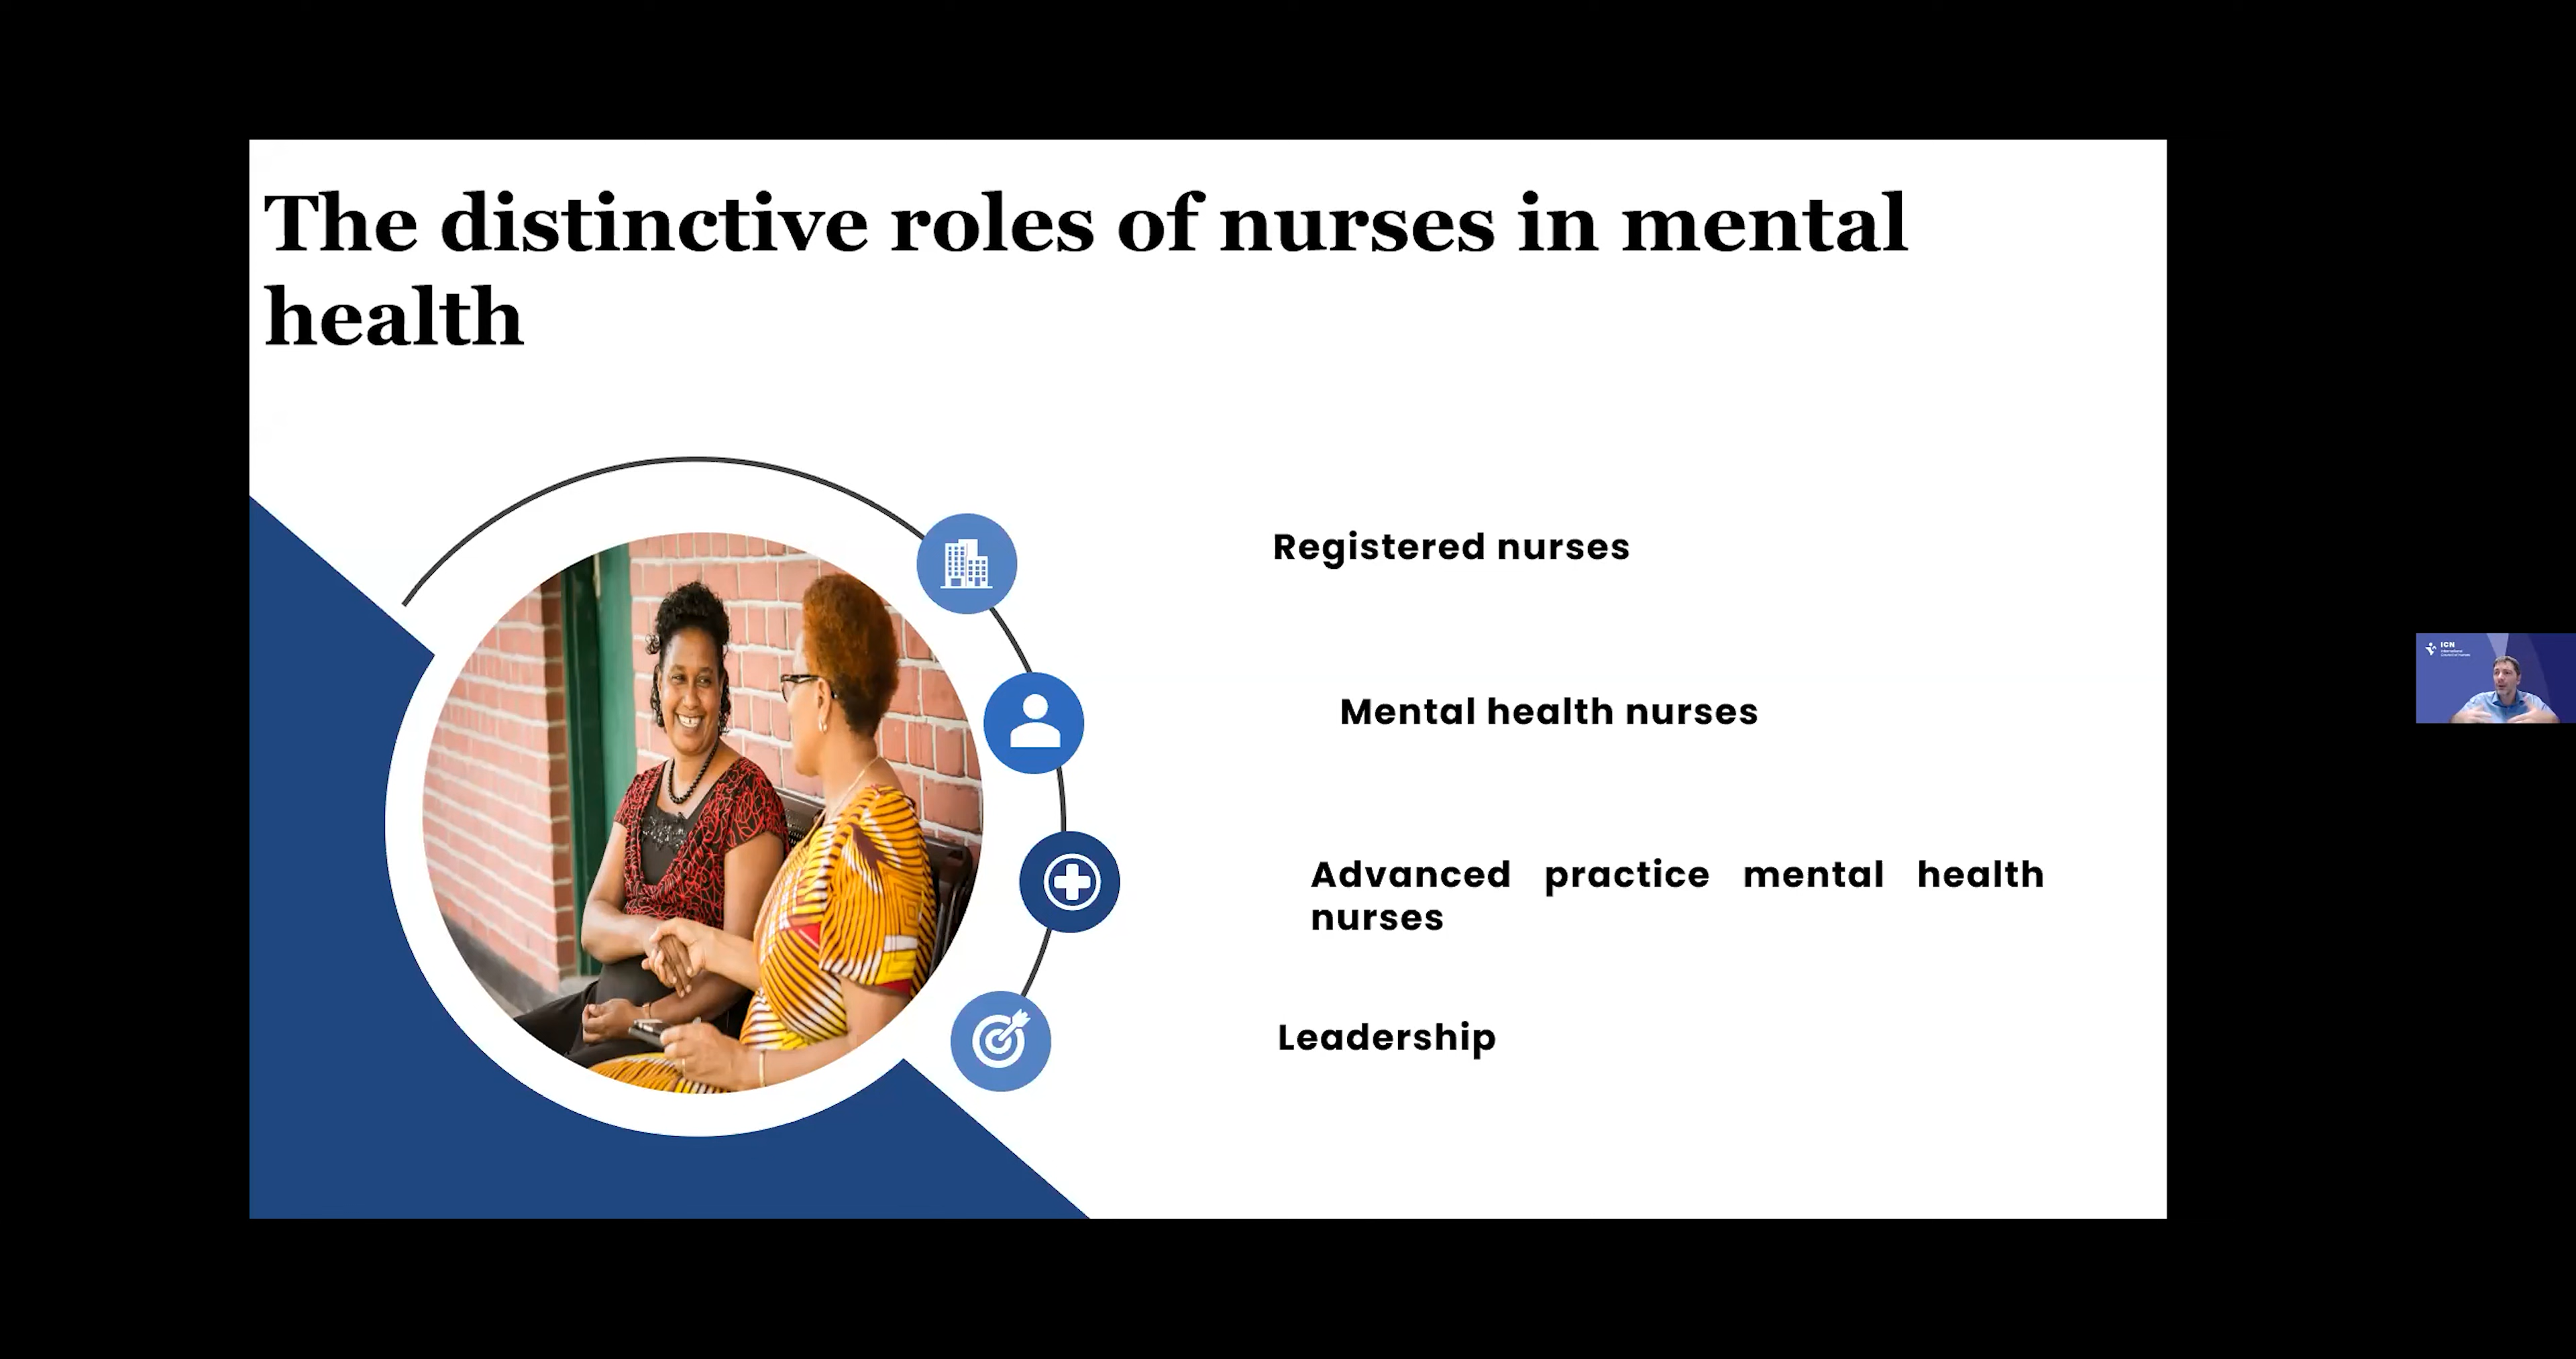 The distinctive roles of nurses in mental
health
Registered nurses
Mental health nurses
Advanced practice mental health
nurses
Leadership
ICN